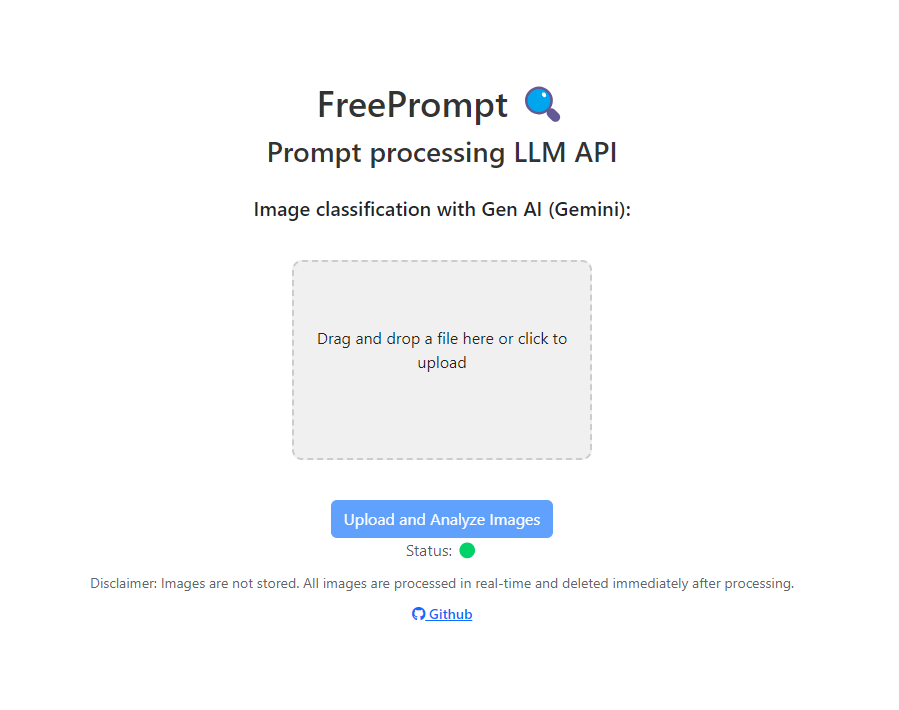 FreePrompt
Prompt processing LLM API
Image classification with Gen AI (Gemini):
Drag and drop a file here or click to
upload
Upload and Analyze Images
Status:
Disclaimer: Images are not stored. All images are processed in real-time and deleted immediately after processing.
Github